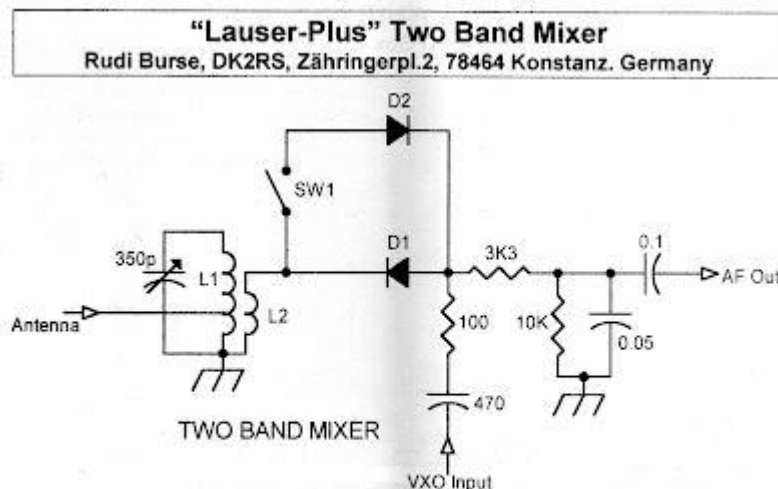 “Lauser-Plus” Two Band Mixer
Rudi Burse, DK2RS, Zähringerpl.2, 78464 Konstanz. Germany
D2
SW1
D1
350p
L1
L2
Antenna
3K3
0.1
AF Out
100
10K
0.05
470
TWO BAND MIXER
VXO Input